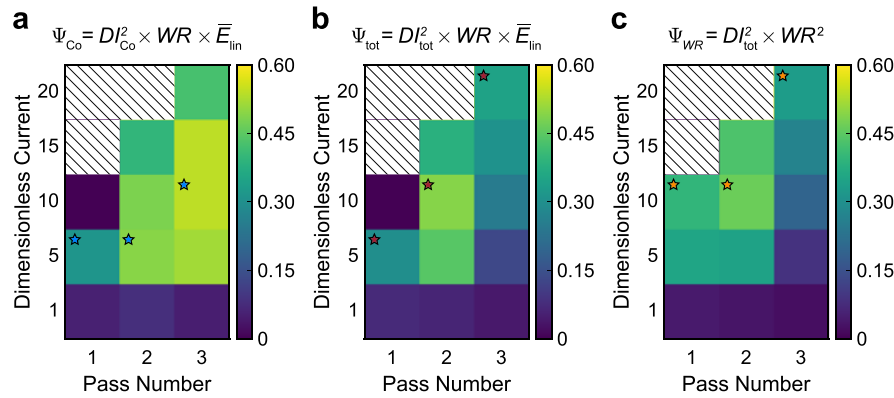 a
Ψ_Co = DI²_Co × WR × E̅_lin
Dimensionless Current
20
15
10
5
1
1 2 3
Pass Number
0.60
0.45
0.30
0.15
0
b
Ψ_tot = DI²_tot × WR × E̅_lin
Dimensionless Current
20
15
10
5
1
1 2 3
Pass Number
0.60
0.45
0.30
0.15
0
c
Ψ_WR = DI²_tot × WR²
Dimensionless Current
20
15
10
5
1
1 2 3
Pass Number
0.60
0.45
0.30
0.15
0